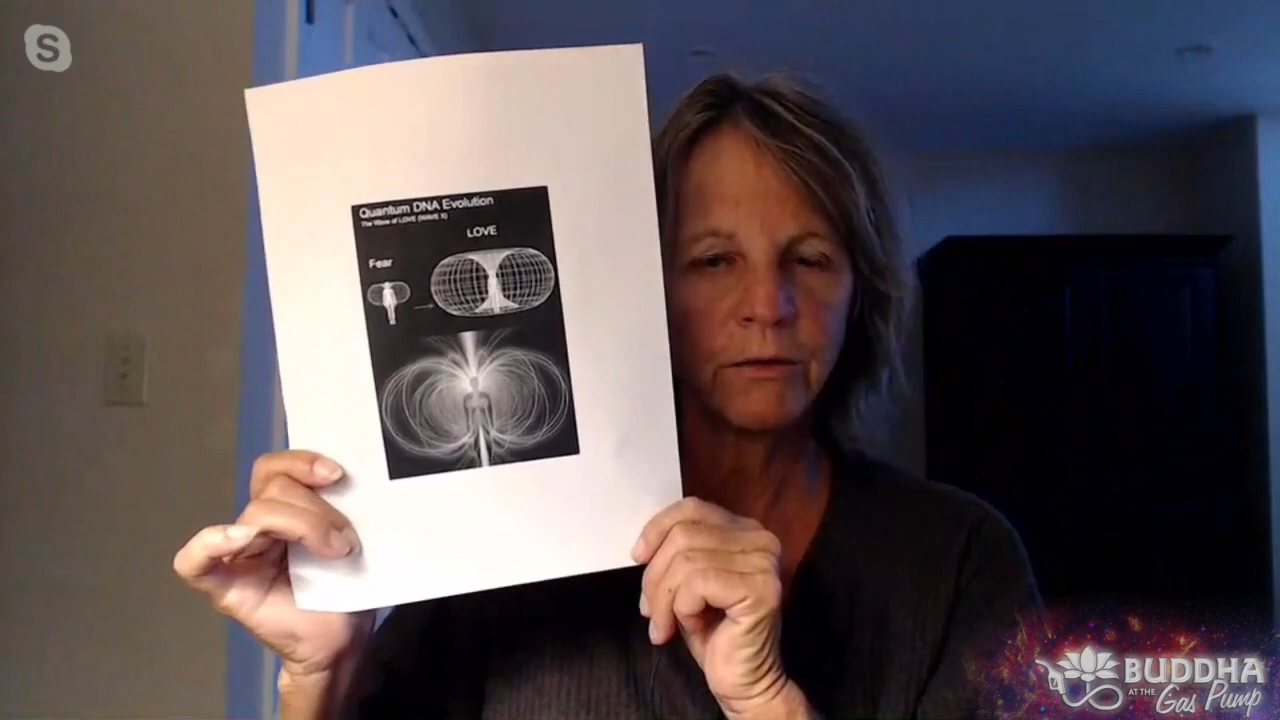 S
Quantum DNA Evolution
The Wave of LOVE (WAVE X)
LOVE
Fear
BUDDHA
AT THE
Gas Pump